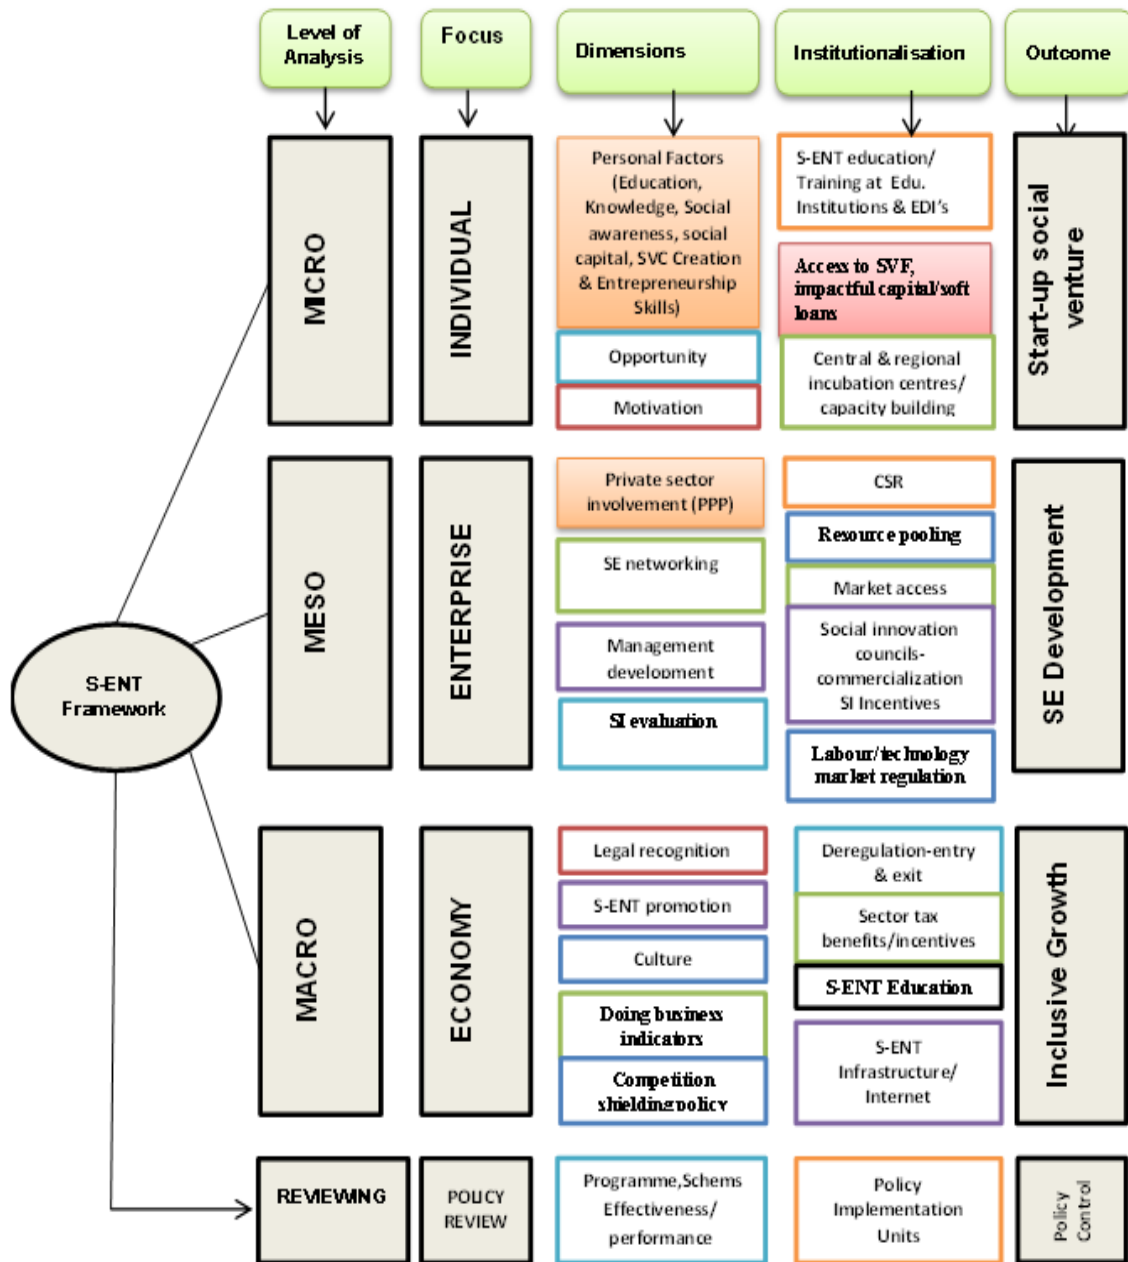 Level of
Analysis
Focus
Dimensions
Institutionalisation
Outcome
MICRO
INDIVIDUAL
Personal Factors
(Education,
Knowledge, Social
awareness, social
capital, SVC Creation
& Entrepreneurship
Skills)
Opportunity
Motivation
S-ENT education/
Training at Edu.
Institutions & EDI's
Access to SVF,
impactful capital/soft
loans
Central & regional
incubation centres/
capacity building
Start-up social
venture
S-ENT
Framework
MESO
ENTERPRISE
Private sector
involvement (PPP)
SE networking
Management
development
SI evaluation
CSR
Resource pooling
Market access
Social innovation
councils-
commercialization
SI Incentives
Labour/technology
market regulation
SE Development
MACRO
ECONOMY
Legal recognition
S-ENT promotion
Culture
Doing business
indicators
Competition
shielding policy
Deregulation-entry
& exit
Sector tax
benefits/incentives
S-ENT Education
S-ENT
Infrastructure/
Internet
Inclusive Growth
REVIEWING
POLICY
REVIEW
Programme,Schems
Effectiveness/
performance
Policy
Implementation
Units
Policy
Control